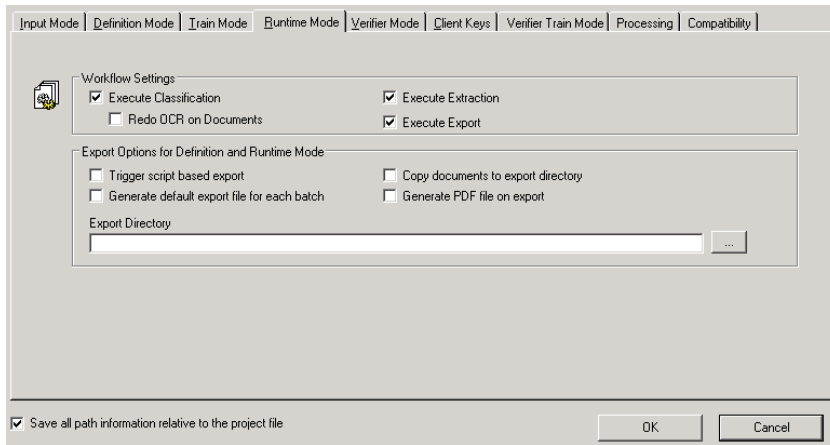 Input Mode Definition Mode Train Mode Runtime Mode Verifier Mode Client Keys Verifier Train Mode Processing Compatibility
Workflow Settings
Execute Classification Execute Extraction
Redo OCR on Documents Execute Export
Export Options for Definition and Runtime Mode
Trigger script based export Copy documents to export directory
Generate default export file for each batch Generate PDF file on export
Export Directory
...
Save all path information relative to the project file OK Cancel